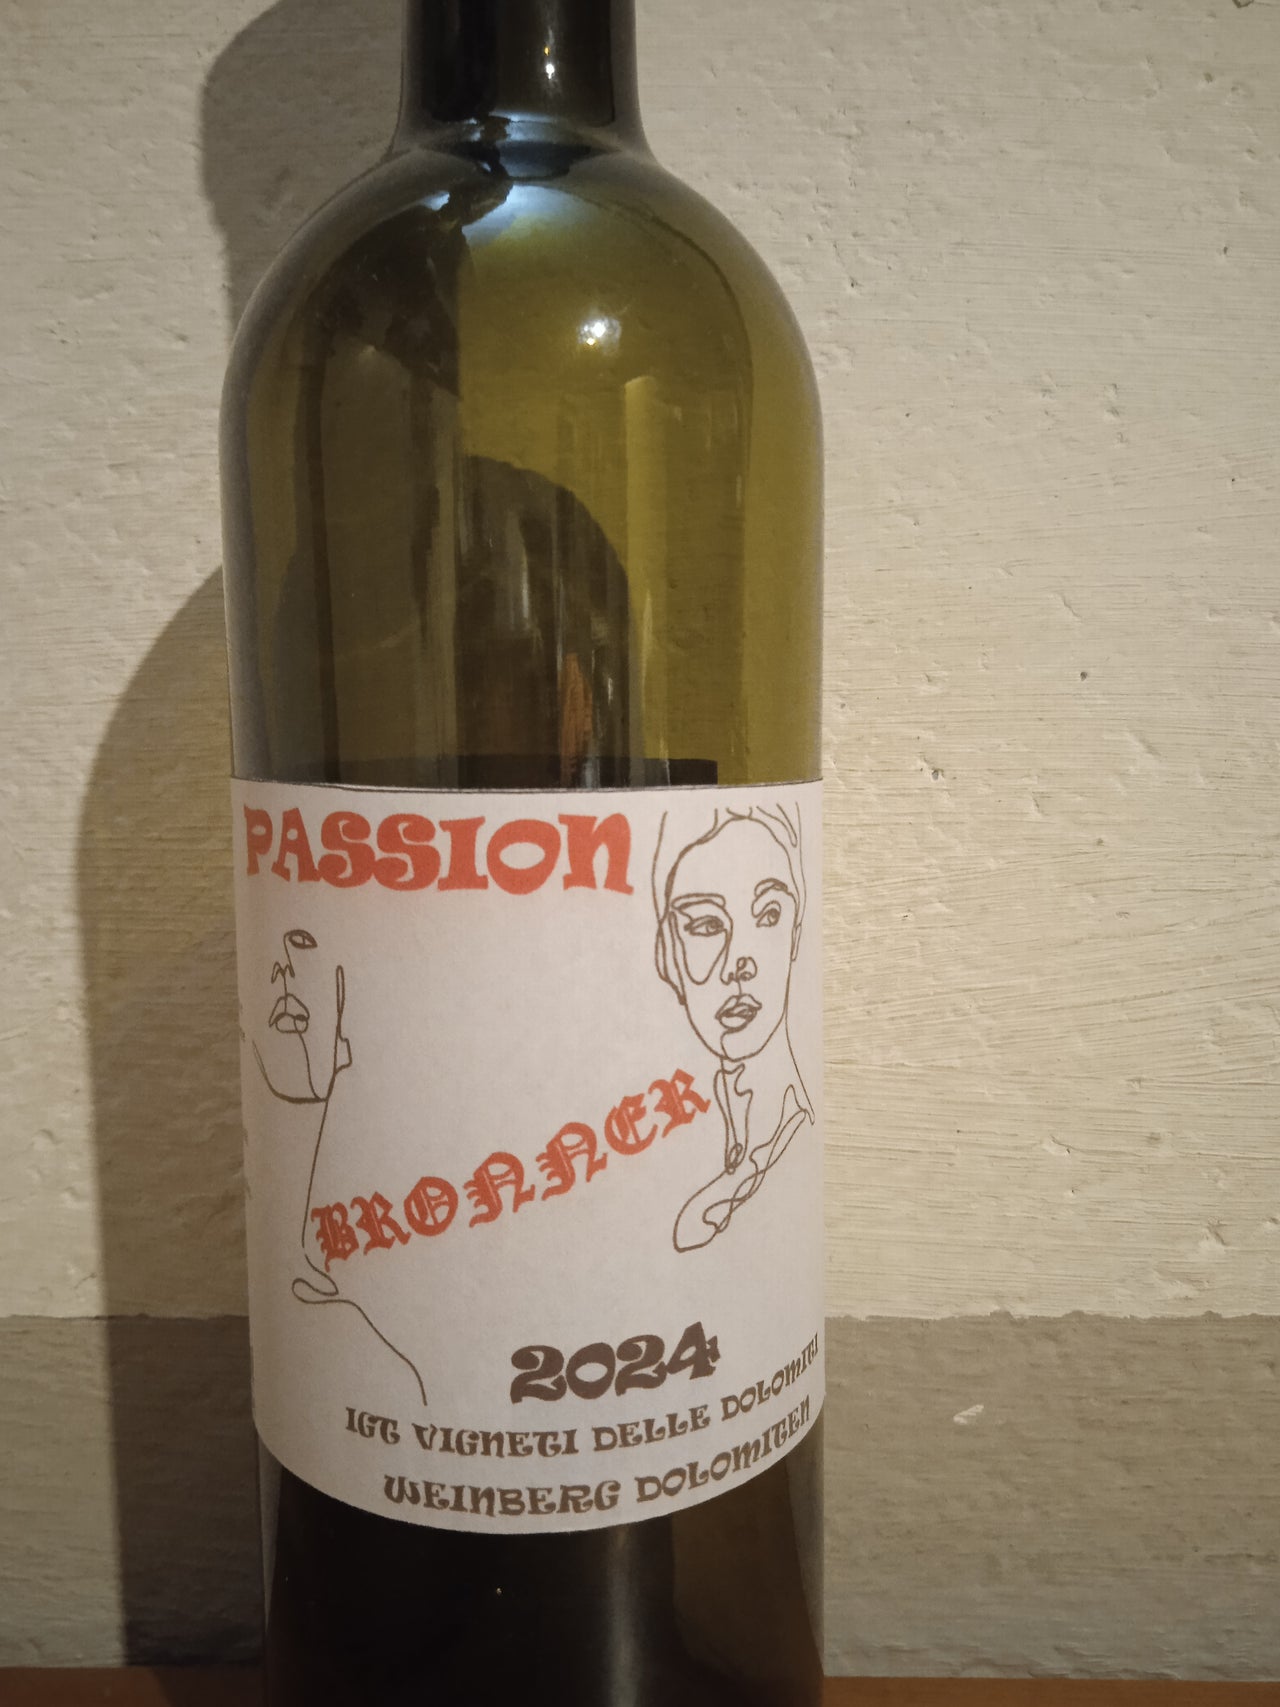 PASSION
BRONNER
2024
IGT VIGNETI DELLE DOLOMITI
WEINBERG DOLOMITEN